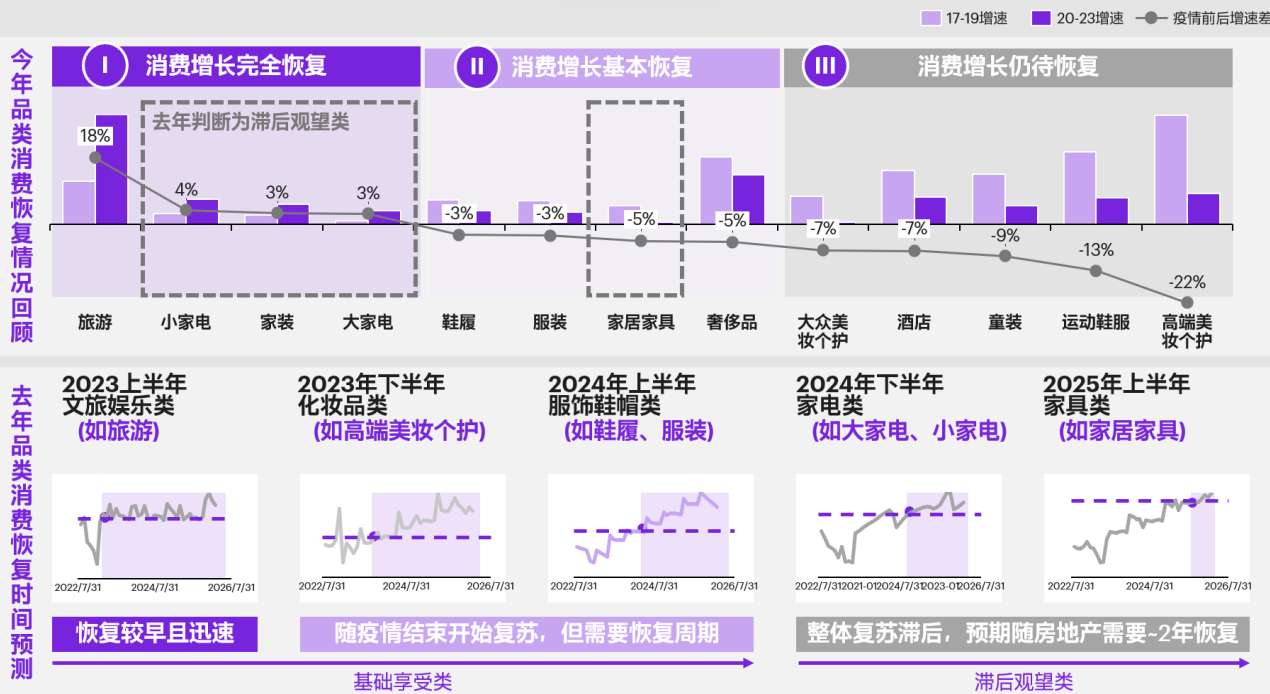 17-19增速
20-23增速
疫情前后增速差
今年品类消费恢复情况回顾
I
消费增长完全恢复
II
消费增长基本恢复
III
消费增长仍待恢复
去年判断为滞后观望类
18%
4%
3%
3%
-3%
-3%
-5%
-5%
-7%
-7%
-9%
-13%
-22%
旅游
小家电
家装
大家电
鞋履
服装
家居家具
奢侈品
大众美
妆个护
酒店
童装
运动鞋服
高端美
妆个护
去年品类消费恢复时间预测
2023上半年
文旅娱乐类
(如旅游)
2023年下半年
化妆品类
(如高端美妆个护)
2024年上半年
服饰鞋帽类
(如鞋履、服装)
2024年下半年
家电类
(如大家电、小家电)
2025年上半年
家具类
(如家居家具)
2022/7/31
2024/7/31
2026/7/31
2022/7/31
2024/7/31
2026/7/31
2022/7/31
2024/7/31
2026/7/31
2022/7/31
2021-01
2024/7/31
2023-01
2026/7/31
2022/7/31
2024/7/31
2026/7/31
恢复较早且迅速
随疫情结束开始复苏，但需要恢复周期
整体复苏滞后，预期随房地产需要~2年恢复
基础享受类
滞后观望类